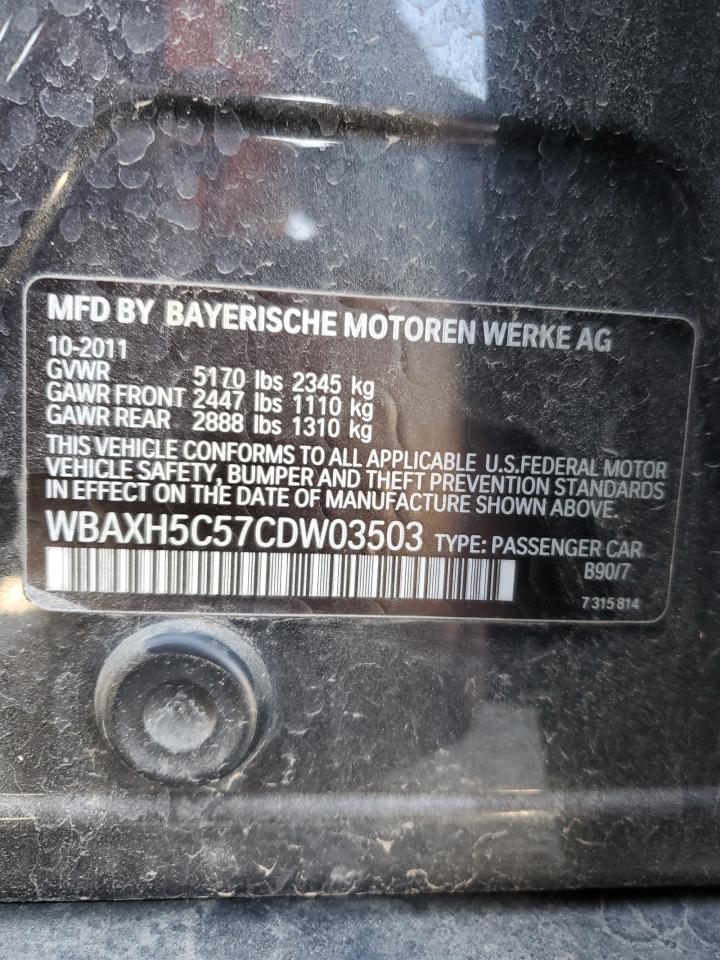 MFD BY BAYERISCHE MOTOREN WERKE AG
10-2011
GVWR 5170 lbs 2345 kg
GAWR FRONT 2447 lbs 1110 kg
GAWR REAR 2888 lbs 1310 kg
THIS VEHICLE CONFORMS TO ALL APPLICABLE U.S.FEDERAL MOTOR
VEHICLE SAFETY, BUMPER AND THEFT PREVENTION STANDARDS
IN EFFECT ON THE DATE OF MANUFACTURE SHOWN ABOVE.
WBAXH5C57CDW03503 TYPE: PASSENGER CAR
B90/7
7 315 814